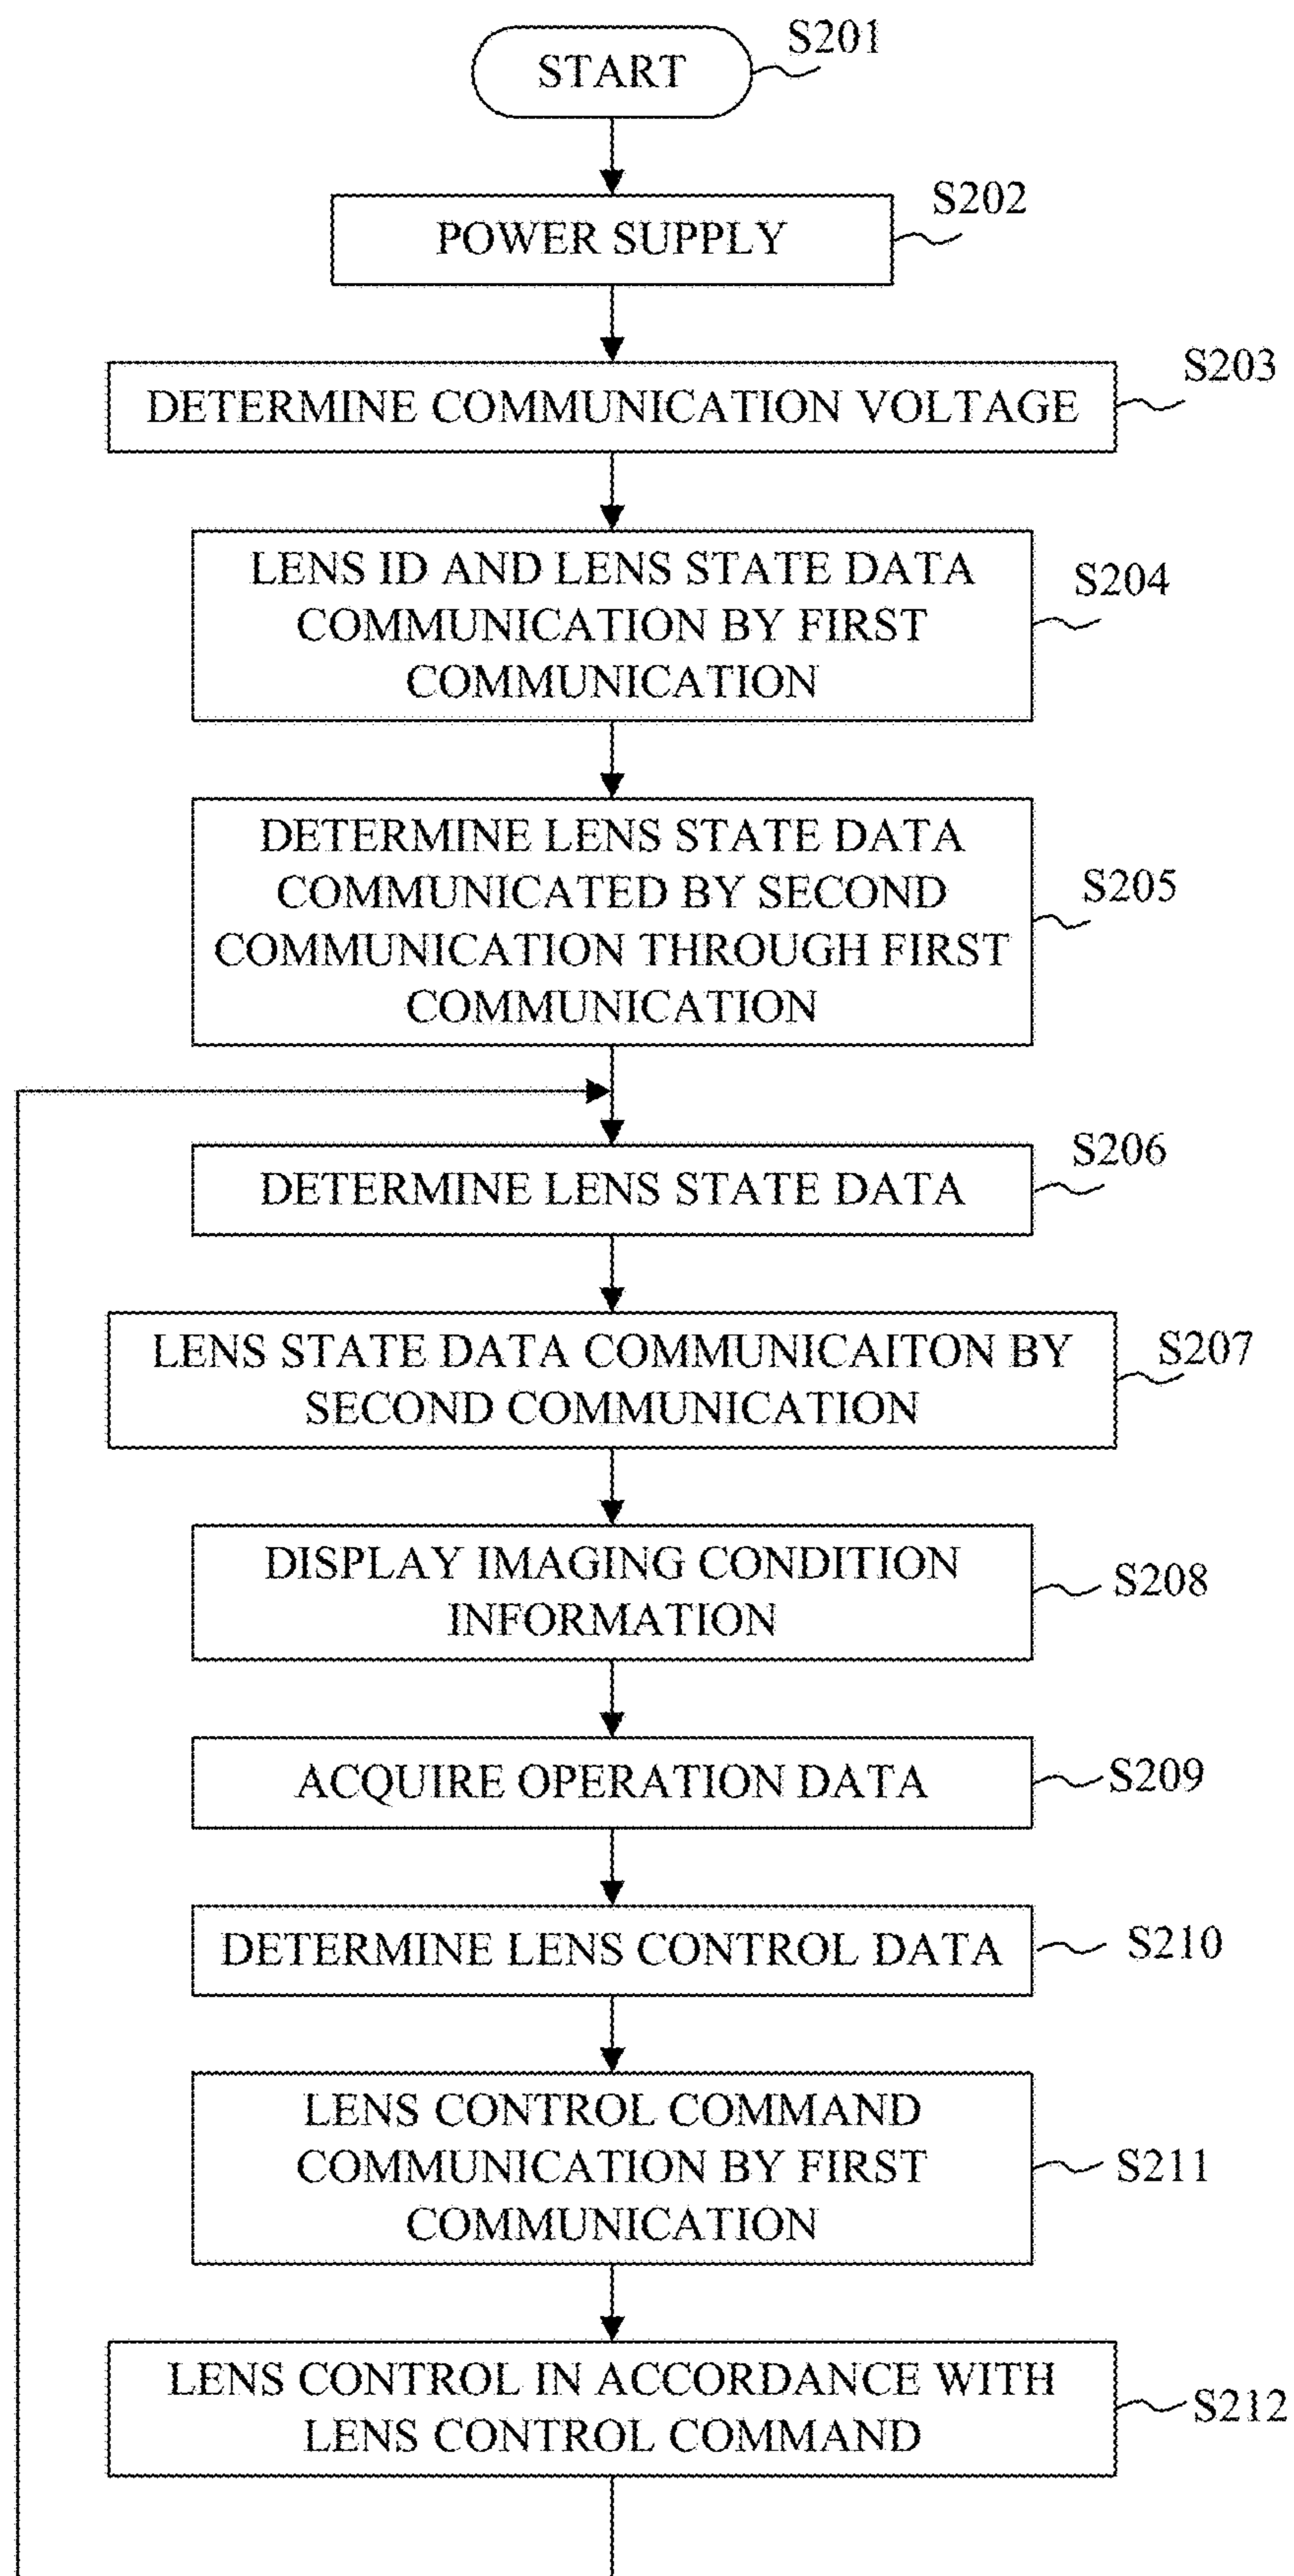 START
S201
POWER SUPPLY
S202
DETERMINE COMMUNICATION VOLTAGE
S203
LENS ID AND LENS STATE DATA
COMMUNICATION BY FIRST
COMMUNICATION
S204
DETERMINE LENS STATE DATA
COMMUNICATED BY SECOND
COMMUNICATION THROUGH FIRST
COMMUNICATION
S205
DETERMINE LENS STATE DATA
S206
LENS STATE DATA COMMUNICAITON BY
SECOND COMMUNICATION
S207
DISPLAY IMAGING CONDITION
INFORMATION
S208
ACQUIRE OPERATION DATA
S209
DETERMINE LENS CONTROL DATA
S210
LENS CONTROL COMMAND
COMMUNICATION BY FIRST
COMMUNICATION
S211
LENS CONTROL IN ACCORDANCE WITH
LENS CONTROL COMMAND
S212